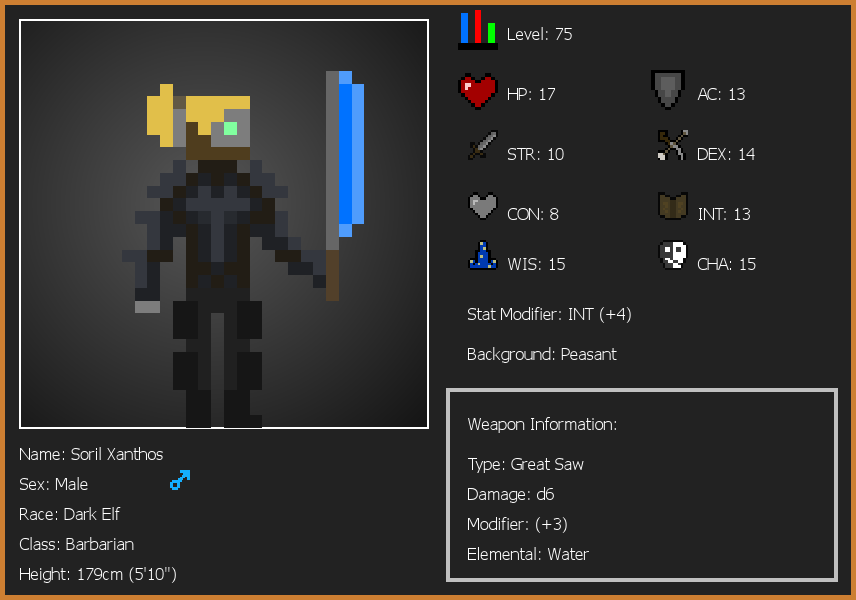 Level: 75
HP: 17
AC: 13
STR: 10
DEX: 14
CON: 8
INT: 13
WIS: 15
CHA: 15
Stat Modifier: INT (+4)
Background: Peasant
Weapon Information:
Type: Great Saw
Damage: d6
Modifier: (+3)
Elemental: Water
Name: Soril Xanthos
Sex: Male
Race: Dark Elf
Class: Barbarian
Height: 179cm (5'10")